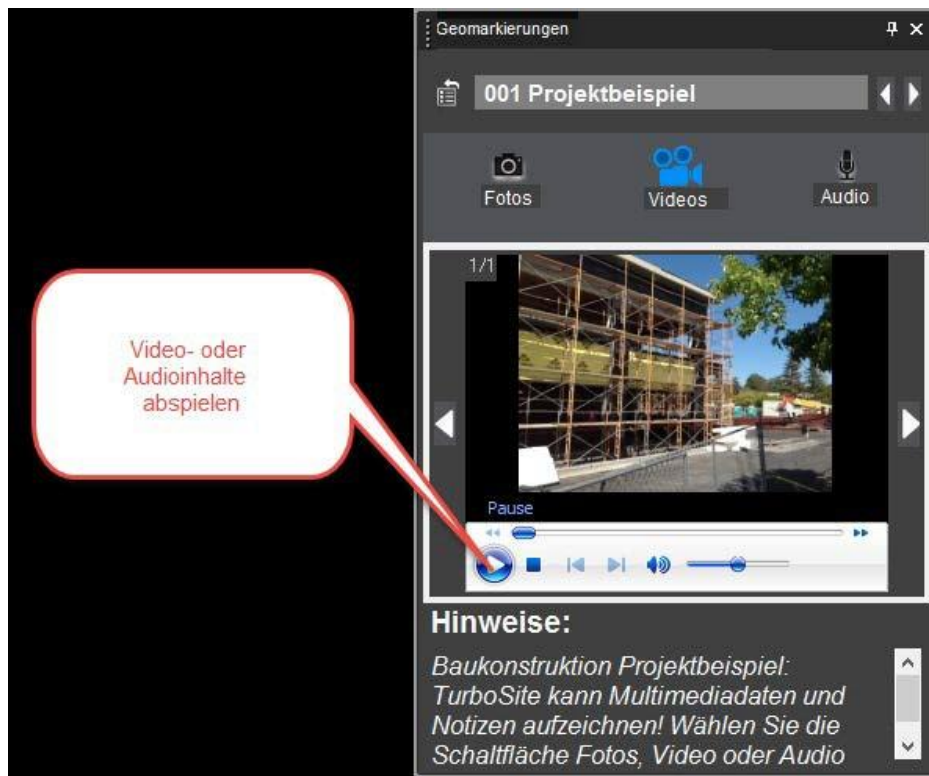 Geomarkierungen
001 Projektbeispiel
Fotos
Videos
Audio
1/1
Video- oder
Audioinhalte
abspielen
Pause
Hinweise:
Baukonstruktion Projektbeispiel:
TurboSite kann Multimediadaten und
Notizen aufzeichnen! Wählen Sie die
Schaltfläche Fotos, Video oder Audio